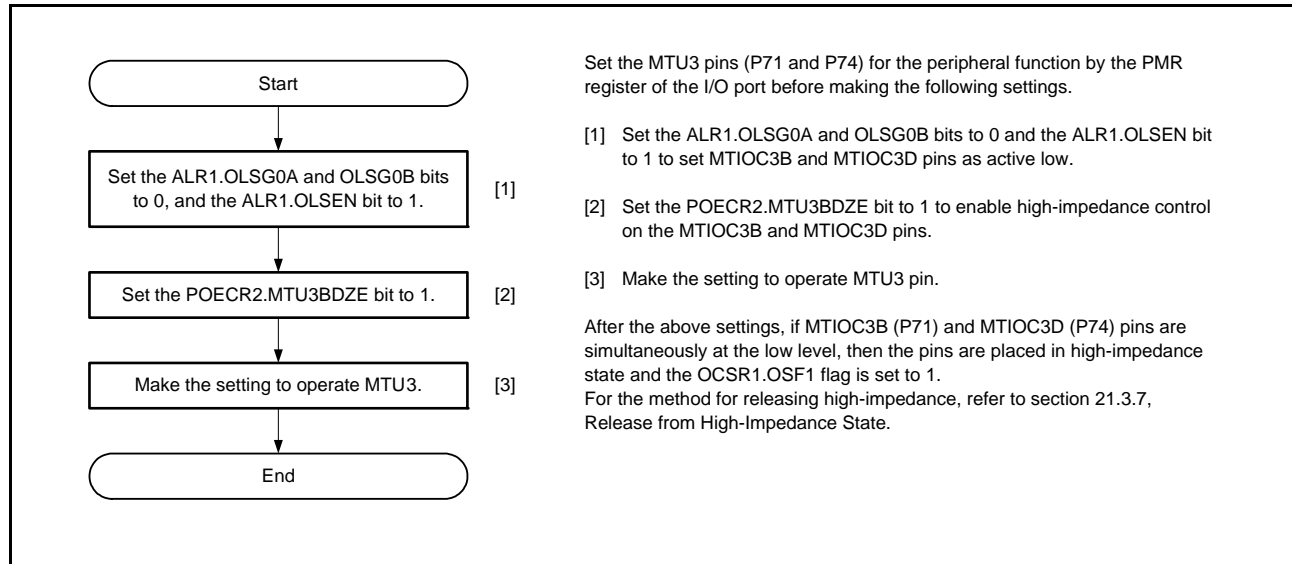 Start
Set the ALR1.OLSG0A and OLSG0B bits
to 0, and the ALR1.OLSEN bit to 1.
[1]
Set the POECR2.MTU3BDZE bit to 1.
[2]
Make the setting to operate MTU3.
[3]
End
Set the MTU3 pins (P71 and P74) for the peripheral function by the PMR
register of the I/O port before making the following settings.
[1] Set the ALR1.OLSG0A and OLSG0B bits to 0 and the ALR1.OLSEN bit
to 1 to set MTIOC3B and MTIOC3D pins as active low.
[2] Set the POECR2.MTU3BDZE bit to 1 to enable high-impedance control
on the MTIOC3B and MTIOC3D pins.
[3] Make the setting to operate MTU3 pin.
After the above settings, if MTIOC3B (P71) and MTIOC3D (P74) pins are
simultaneously at the low level, then the pins are placed in high-impedance
state and the OCSR1.OSF1 flag is set to 1.
For the method for releasing high-impedance, refer to section 21.3.7,
Release from High-Impedance State.